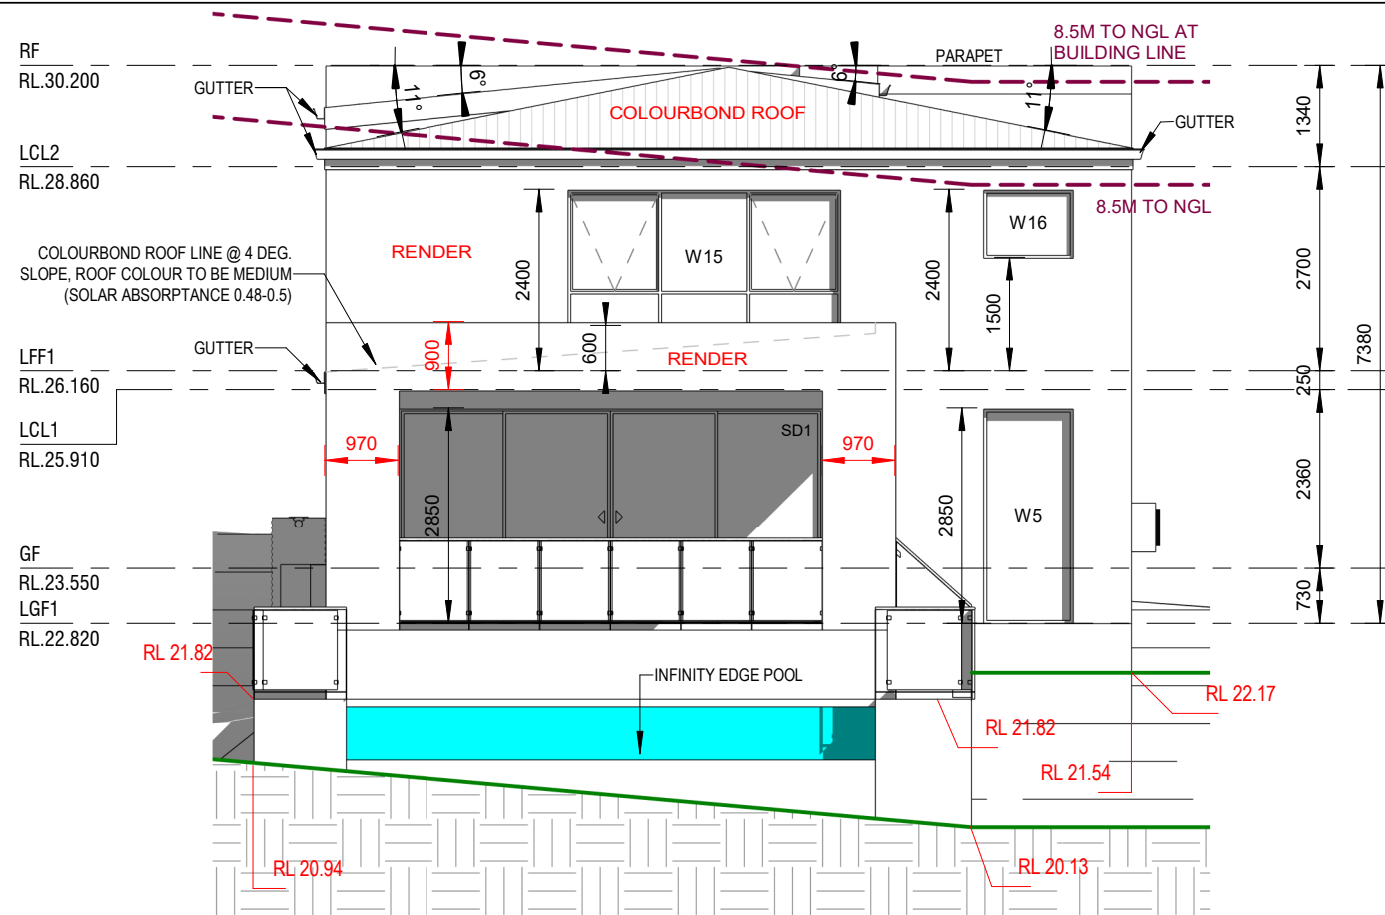 8.5M TO NGL AT
BUILDING LINE
PARAPET
RF
RL.30.200
GUTTER
6°
11°
6°
11°
COLOURBOND ROOF
GUTTER
1340
LCL2
RL.28.860
8.5M TO NGL
W16
RENDER
W15
COLOURBOND ROOF LINE @ 4 DEG.
SLOPE, ROOF COLOUR TO BE MEDIUM
(SOLAR ABSORPTANCE 0.48-0.5)
2400
2400
1500
2700
7380
GUTTER
900
600
RENDER
LFF1
RL.26.160
250
LCL1
RL.25.910
970
SD1
970
2360
2850
2850
W5
GF
RL.23.550
730
LGF1
RL.22.820
RL 21.82
INFINITY EDGE POOL
RL 22.17
RL 21.82
RL 21.54
RL 20.94
RL 20.13